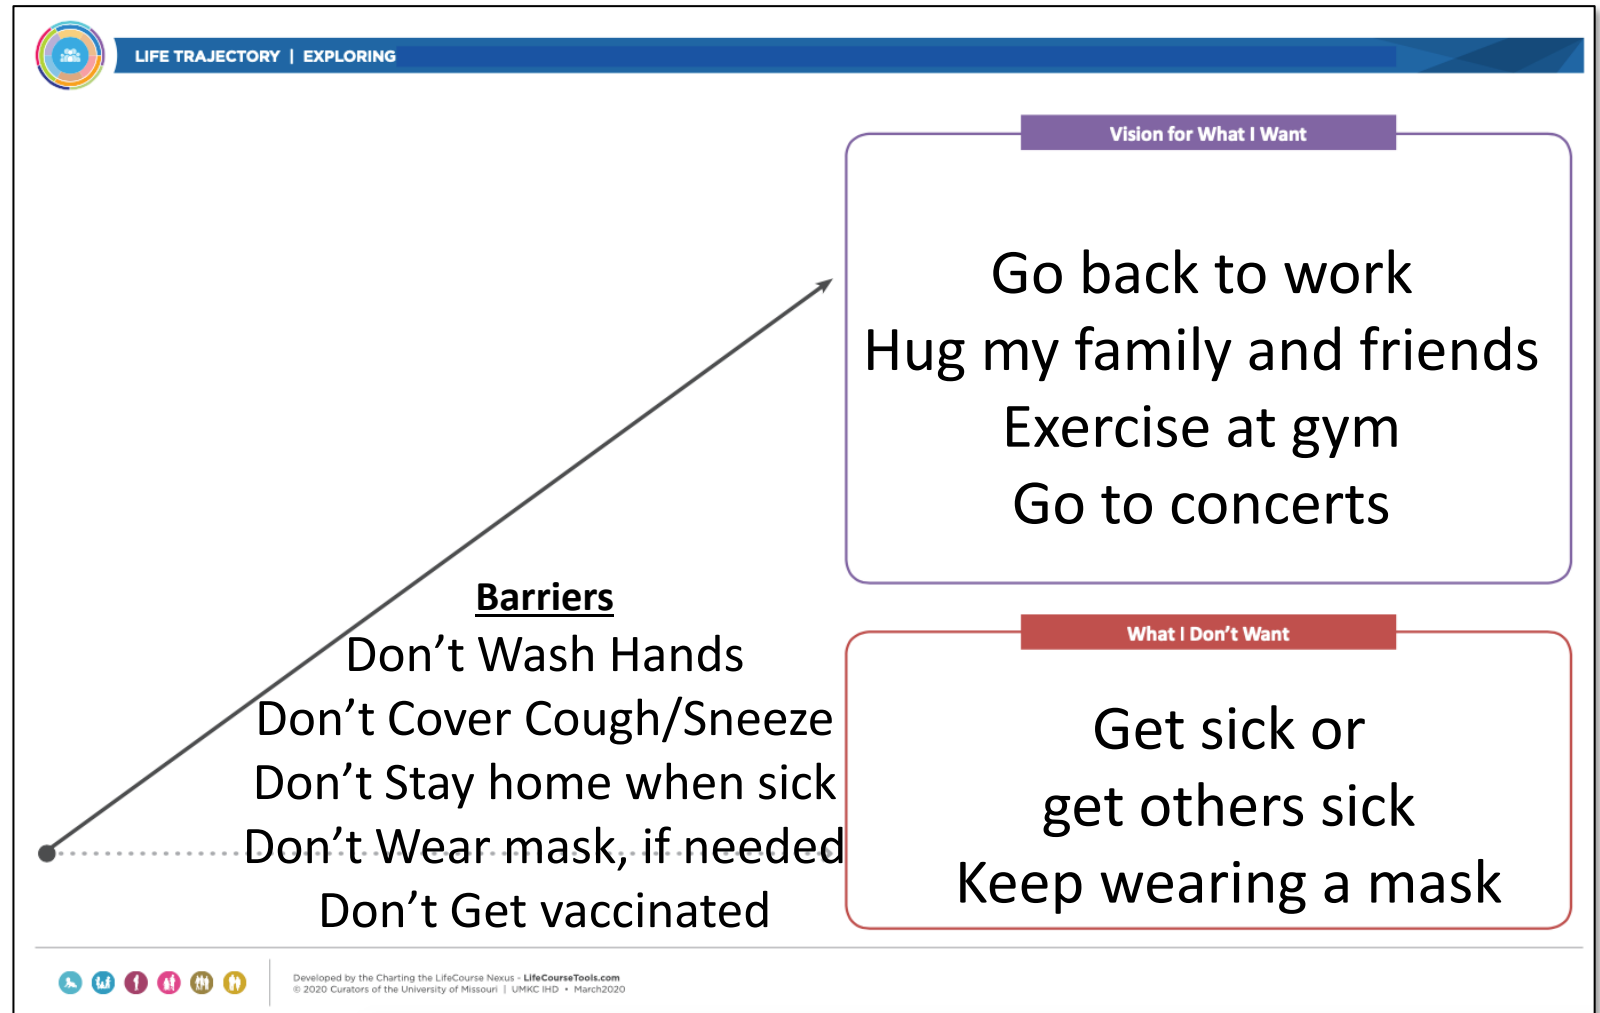 LIFE TRAJECTORY | EXPLORING
Vision for What I Want
Go back to work
Hug my family and friends
Exercise at gym
Go to concerts
Barriers
Don’t Wash Hands
Don’t Cover Cough/Sneeze
Don’t Stay home when sick
Don’t Wear mask, if needed
Don’t Get vaccinated
What I Don’t Want
Get sick or
get others sick
Keep wearing a mask
Developed by the Charting the LifeCourse Nexus - LifeCourseTools.com
© 2020 Curators of the University of Missouri | UMKC IHD • March2020